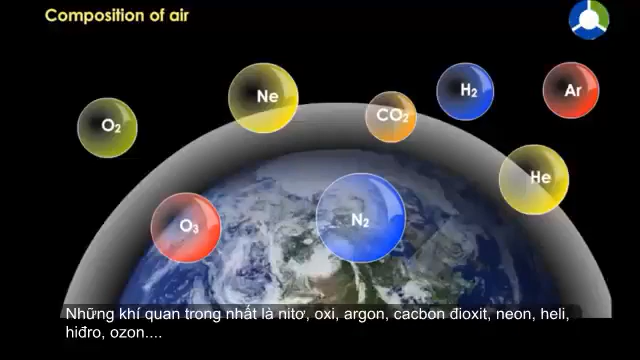 Composition of air
O₂
Ne
CO₂
H₂
Ar
He
O₃
N₂
Những khí quan trong nhất là nitơ, oxi, argon, cacbon đioxit, neon, heli,
hiđro, ozon....